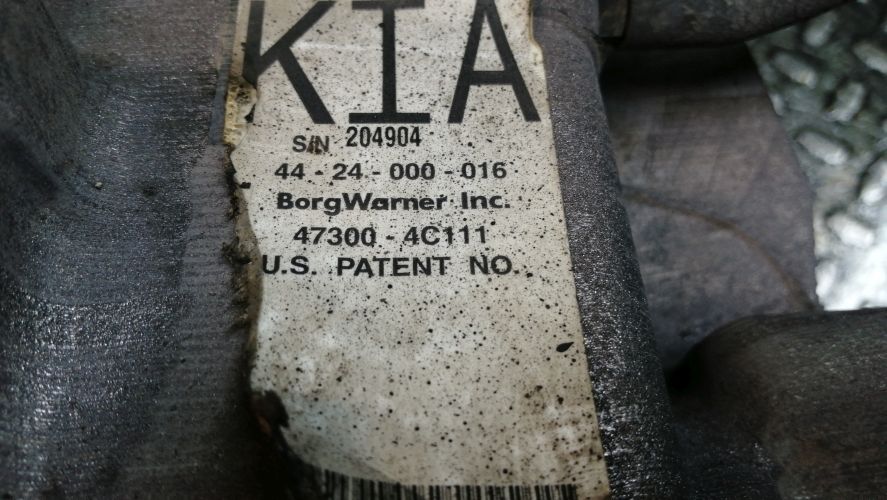 KIA
S/N 204904
44 - 24 - 000 - 016
BorgWarner Inc.
47300 - 4C111
U.S. PATENT NO.